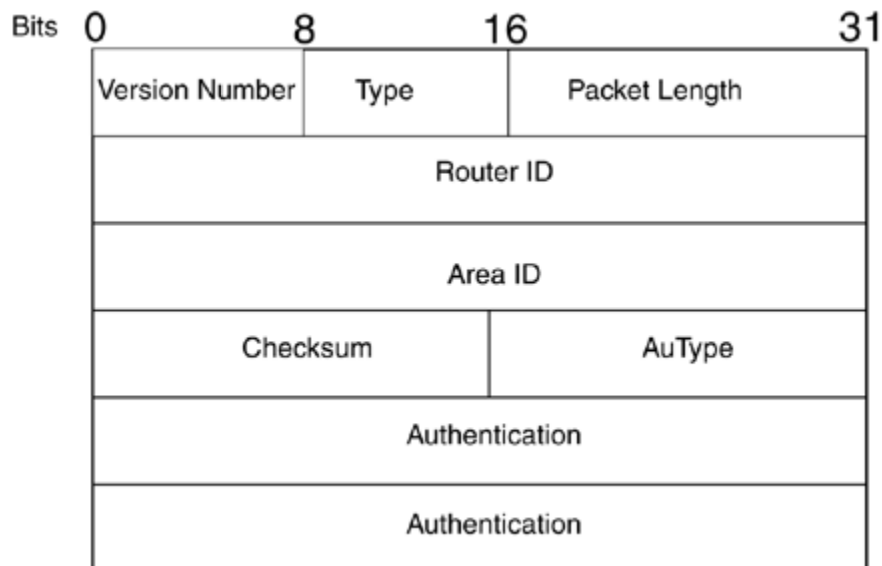 Bits 0 8 16 31
Version Number Type Packet Length
Router ID
Area ID
Checksum AuType
Authentication
Authentication